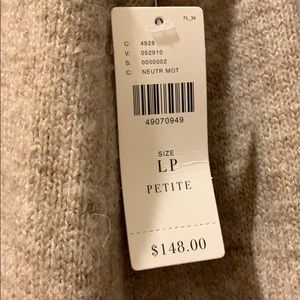 FL_34
C: 4928
V: 052910
S: 0000002
C: NEUTR MOT
49070949
SIZE
LP
PETITE
$148.00